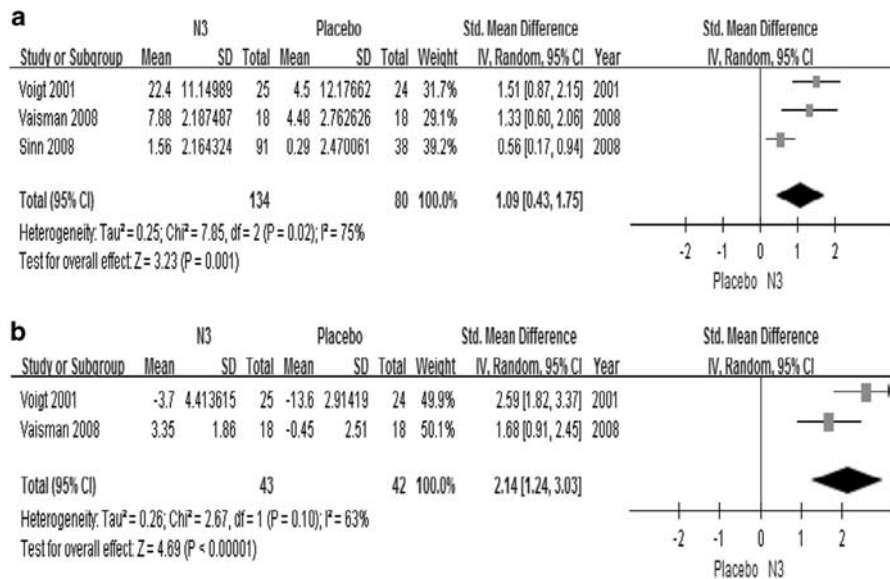 a
N3 Placebo Std. Mean Difference Std. Mean Difference
Study or Subgroup Mean SD Total Mean SD Total Weight IV, Random, 95% CI Year IV, Random, 95% CI
Voigt 2001 22.4 11.14989 25 4.5 12.17662 24 31.7% 1.51 [0.87, 2.15] 2001
Vaisman 2008 7.88 2.187487 18 4.48 2.762626 18 29.1% 1.33 [0.60, 2.06] 2008
Sinn 2008 1.56 2.164324 91 0.29 2.470061 38 39.2% 0.56 [0.17, 0.94] 2008
Total (95% CI) 134 80 100.0% 1.09 [0.43, 1.75]
Heterogeneity: Tau² = 0.25; Chi² = 7.85, df = 2 (P = 0.02); I² = 75%
Test for overall effect: Z = 3.23 (P = 0.001)
-2 -1 0 1 2
Placebo N3
b
N3 Placebo Std. Mean Difference Std. Mean Difference
Study or Subgroup Mean SD Total Mean SD Total Weight IV, Random, 95% CI Year IV, Random, 95% CI
Voigt 2001 -3.7 4.413615 25 -13.6 2.91419 24 49.9% 2.59 [1.82, 3.37] 2001
Vaisman 2008 3.35 1.86 18 -0.45 2.51 18 50.1% 1.68 [0.91, 2.45] 2008
Total (95% CI) 43 42 100.0% 2.14 [1.24, 3.03]
Heterogeneity: Tau² = 0.26; Chi² = 2.67, df = 1 (P = 0.10); I² = 63%
Test for overall effect: Z = 4.69 (P < 0.00001)
-2 -1 0 1 2
Placebo N3